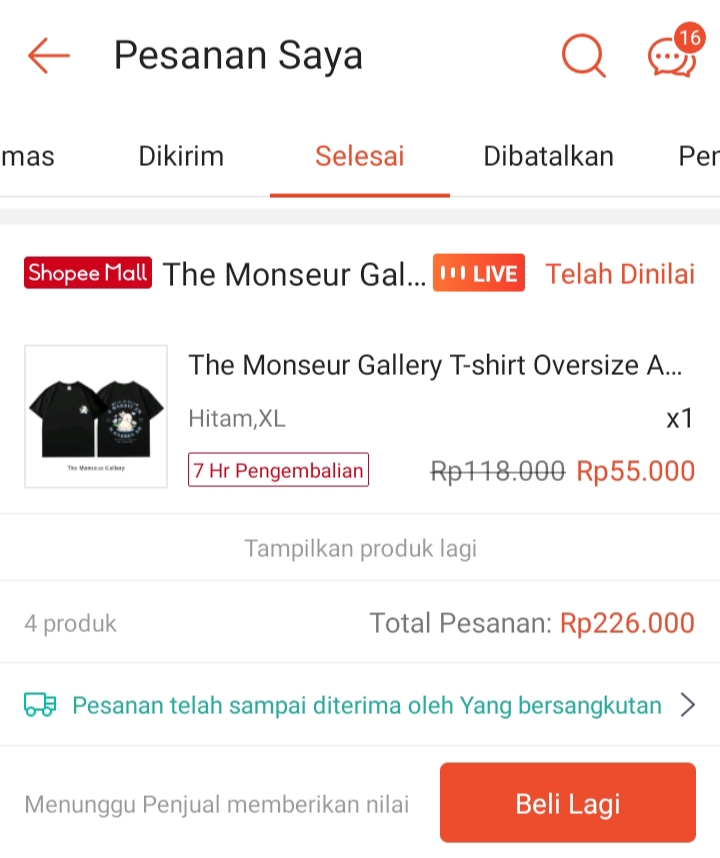 Pesanan Saya
16
mas Dikirim Selesai Dibatalkan Per
Shopee Mall The Monseur Gal... LIVE Telah Dinilai
The Monseur Gallery T-shirt Oversize A...
Hitam,XL x1
7 Hr Pengembalian Rp118.000 Rp55.000
The Monseur Gallery
Tampilkan produk lagi
4 produk Total Pesanan: Rp226.000
Pesanan telah sampai diterima oleh Yang bersangkutan
Menunggu Penjual memberikan nilai Beli Lagi